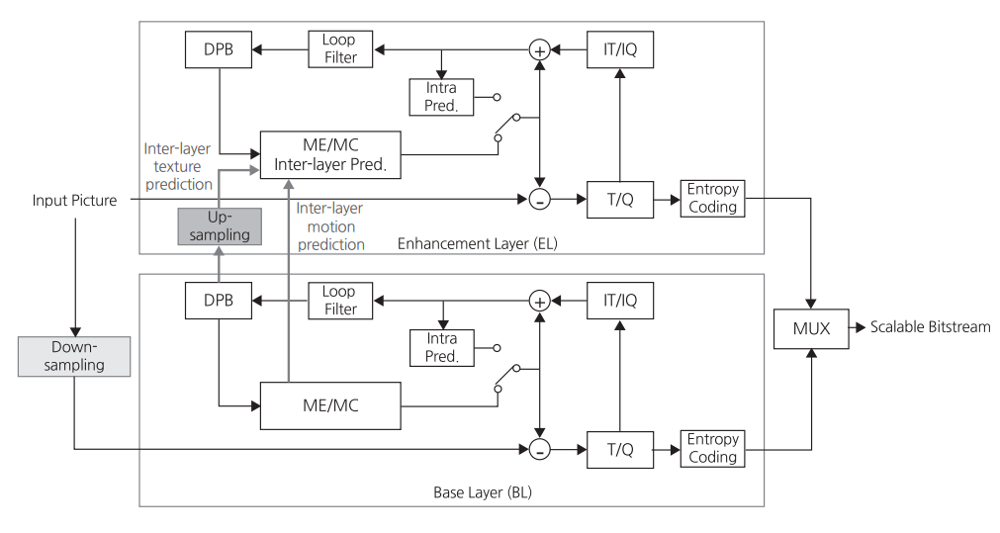 DPB
Loop
Filter
+
IT/IQ
Intra
Pred.
ME/MC
Inter-layer Pred.
Inter-layer
texture
prediction
Input Picture
-
T/Q
Entropy
Coding
Up-
sampling
Inter-layer
motion
prediction
Enhancement Layer (EL)
DPB
Loop
Filter
+
IT/IQ
Intra
Pred.
MUX
Scalable Bitstream
Down-
sampling
ME/MC
-
T/Q
Entropy
Coding
Base Layer (BL)